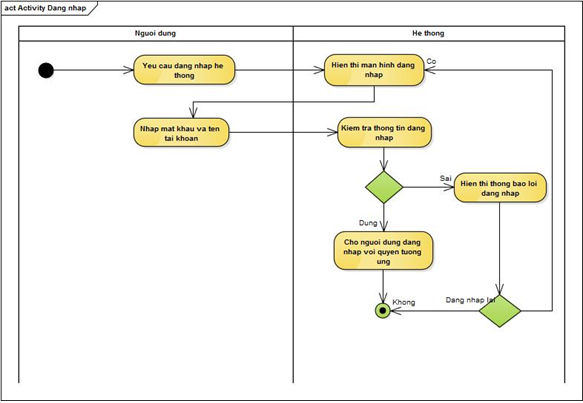 act Activity Dang nhap
Nguoi dung
He thong
Yeu cau dang nhap he
thong
Hien thi man hinh dang
nhap
Co
Nhap mat khau va ten
tai khoan
Kiem tra thong tin dang
nhap
Sai
Hien thi thong bao loi
dang nhap
Dung
Cho nguoi dung dang
nhap voi quyen tuong
ung
Khong
Dang nhap lai